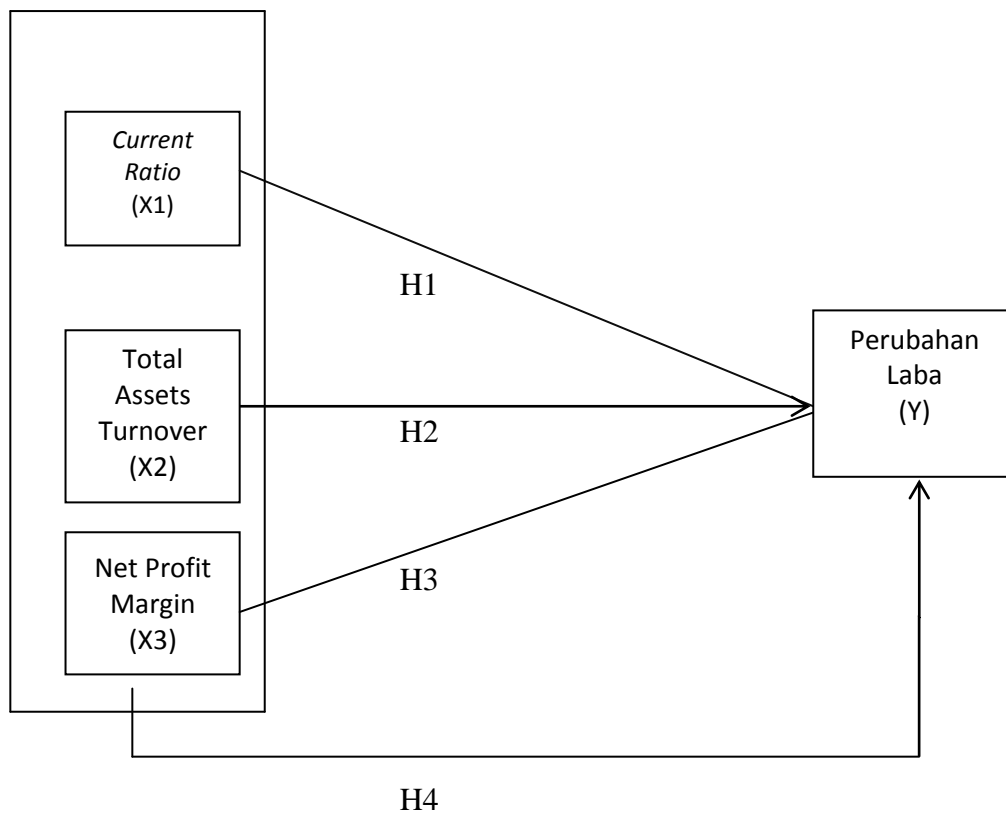 Current
Ratio
(X1)
H1
Total
Assets
Turnover
(X2)
H2
Perubahan
Laba
(Y)
Net Profit
Margin
(X3)
H3
H4